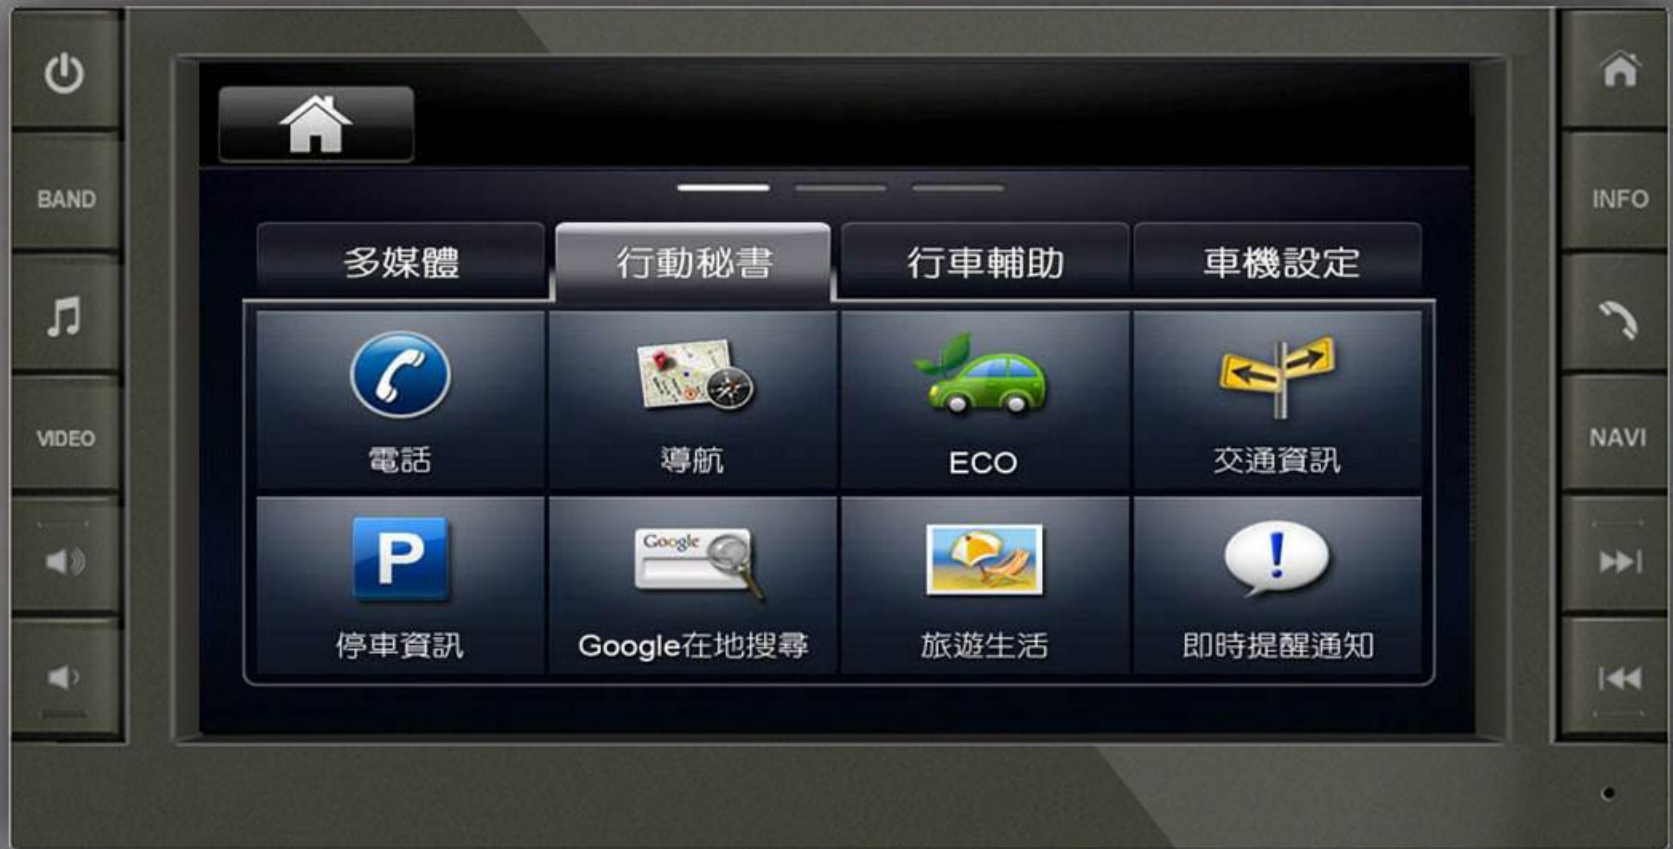 BAND
VIDEO
INFO
NAVI
多媒體
行動秘書
行車輔助
車機設定
電話
導航
ECO
交通資訊
P
停車資訊
Google
Google在地搜尋
旅遊生活
!
即時提醒通知